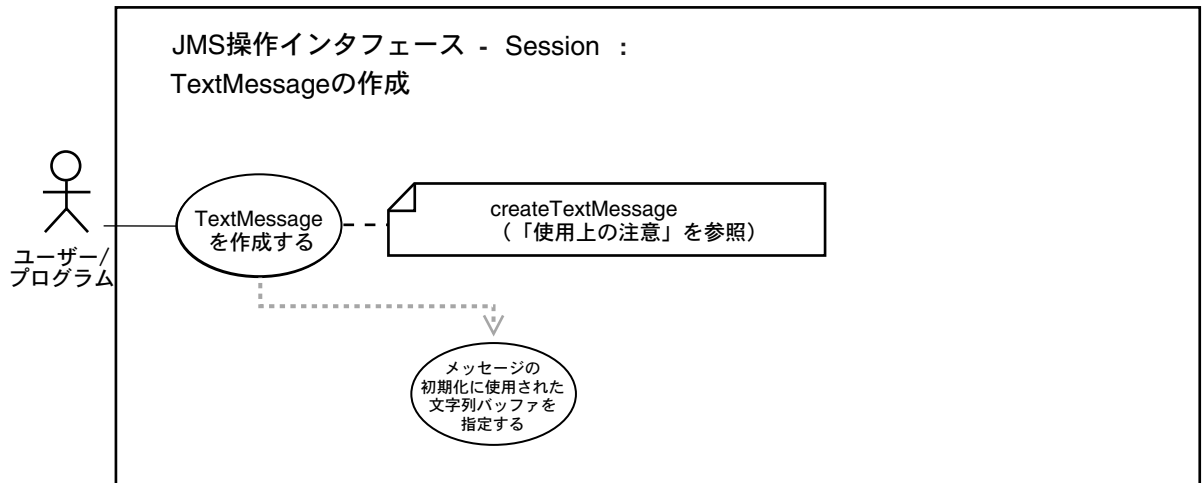 JMS操作インタフェース - Session :
TextMessageの作成
TextMessage
を作成する
createTextMessage
(「使用上の注意」を参照)
ユーザー/
プログラム
メッセージの
初期化に使用された
文字列バッファを
指定する